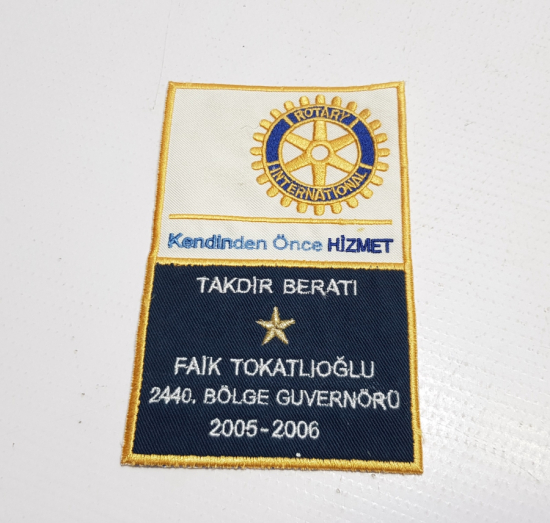 ROTARY
INTERNATIONAL
Kendinden Önce HİZMET
TAKDİR BERATI
FAİK TOKATLIOĞLU
2440. BÖLGE GUVERNÖRÜ
2005-2006